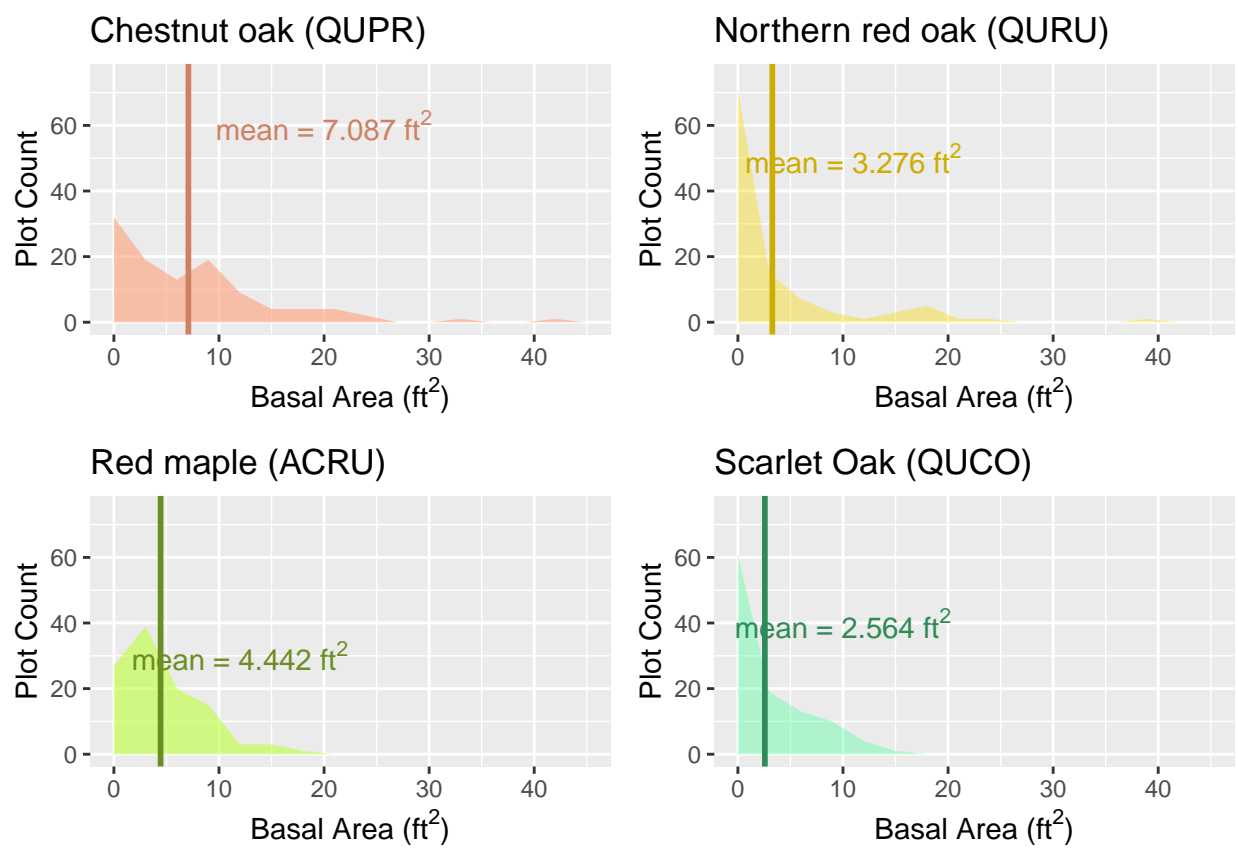 Chestnut oak (QUPR)
Plot Count
60
40
20
0
mean = 7.087 ft²
0 10 20 30 40
Basal Area (ft²)
Northern red oak (QURU)
Plot Count
60
40
20
0
mean = 3.276 ft²
0 10 20 30 40
Basal Area (ft²)
Red maple (ACRU)
Plot Count
60
40
20
0
mean = 4.442 ft²
0 10 20 30 40
Basal Area (ft²)
Scarlet Oak (QUCO)
Plot Count
60
40
20
0
mean = 2.564 ft²
0 10 20 30 40
Basal Area (ft²)